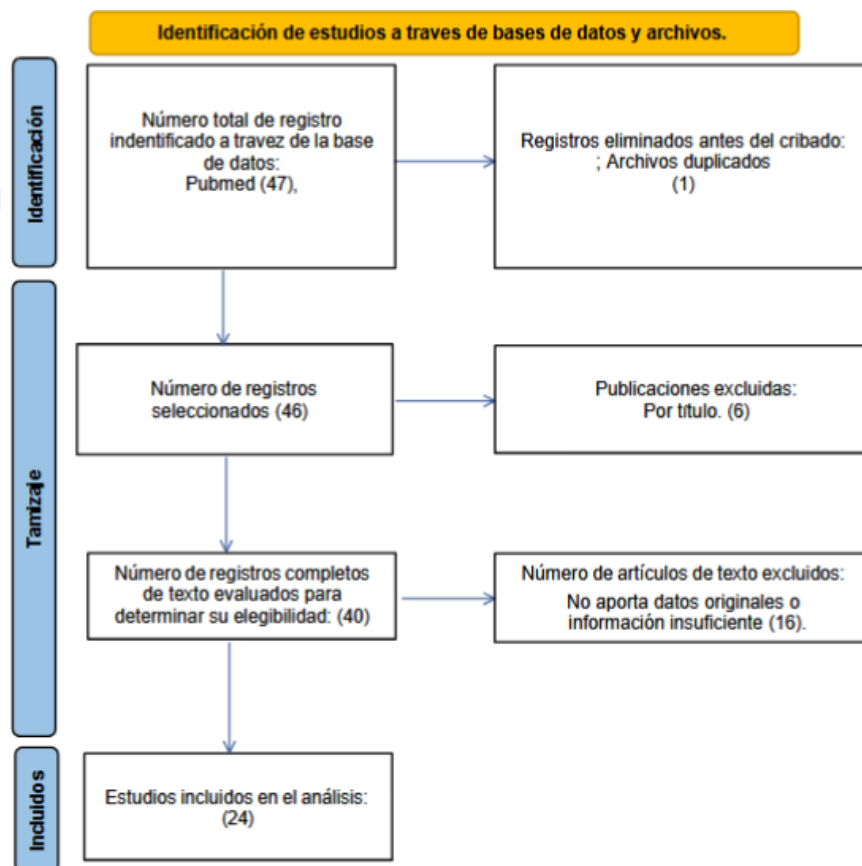 Identificación de estudios a traves de bases de datos y archivos.
Identificación
Número total de registro
indentificado a travez de la base
de datos:
Pubmed (47),
Registros eliminados antes del cribado:
; Archivos duplicados
(1)
Tamizaje
Número de registros
seleccionados (46)
Publicaciones excluidas:
Por título. (6)
Número de registros completos
de texto evaluados para
determinar su elegibilidad: (40)
Número de artículos de texto excluidos:
No aporta datos originales o
información insuficiente (16).
Incluidos
Estudios incluidos en el análisis:
(24)